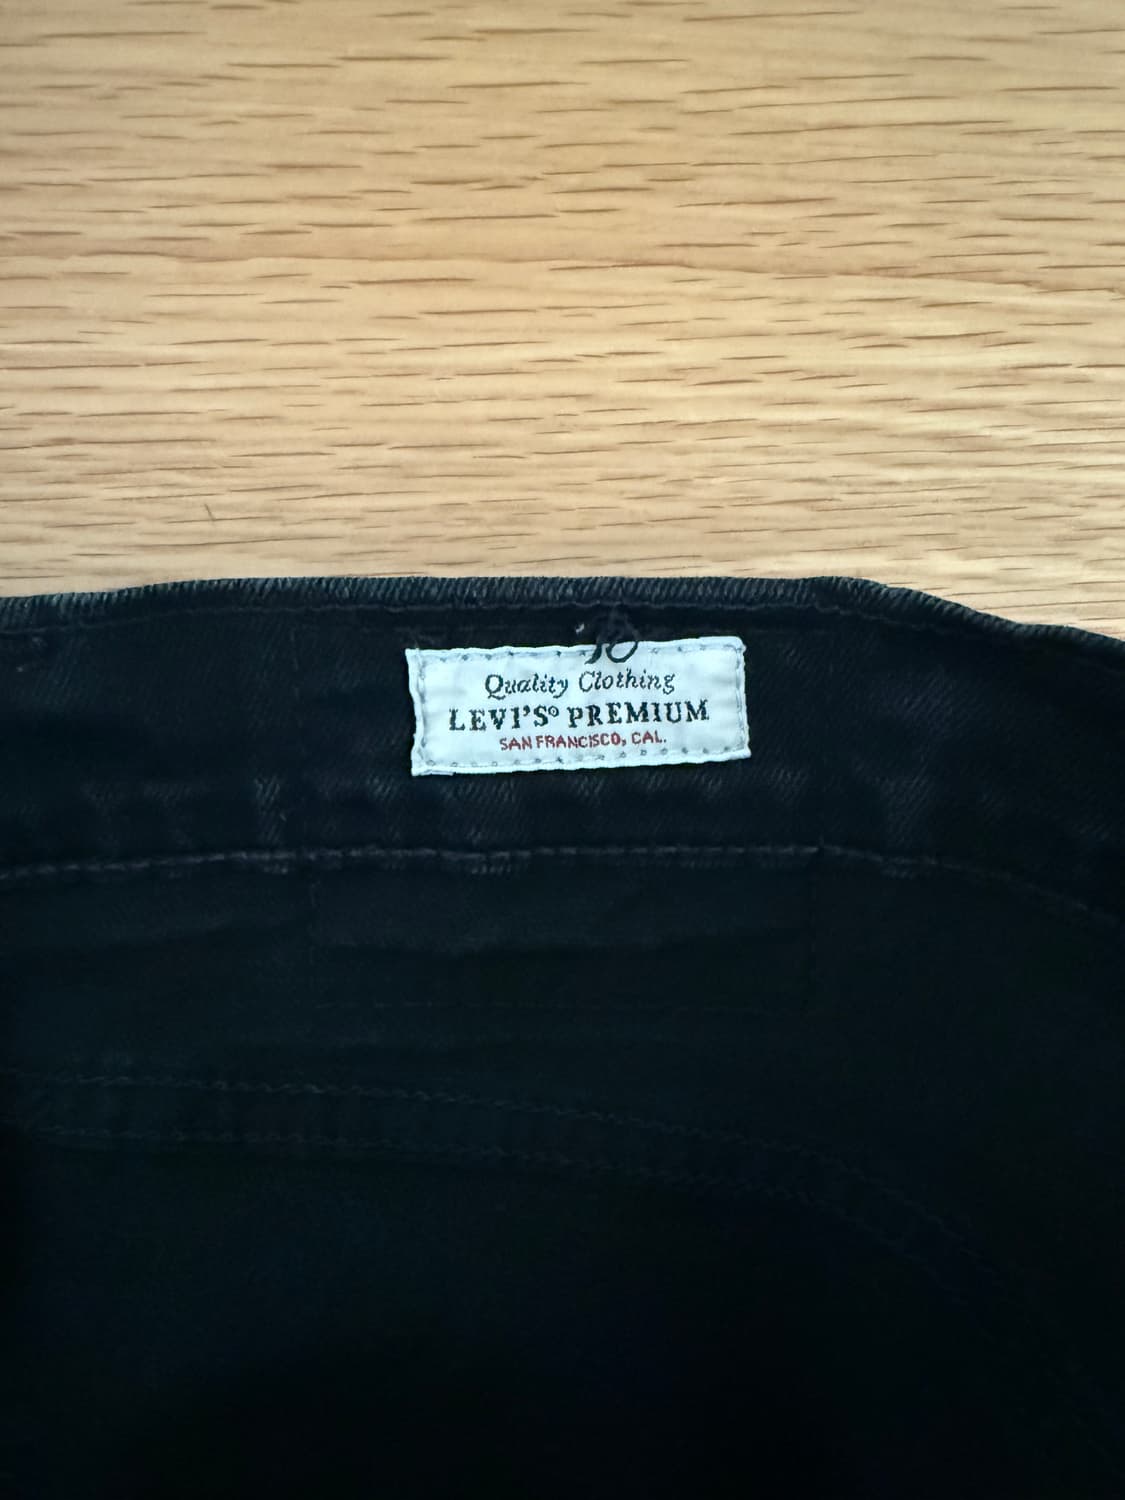 Quality Clothing
LEVI'S® PREMIUM
SAN FRANCISCO, CAL.